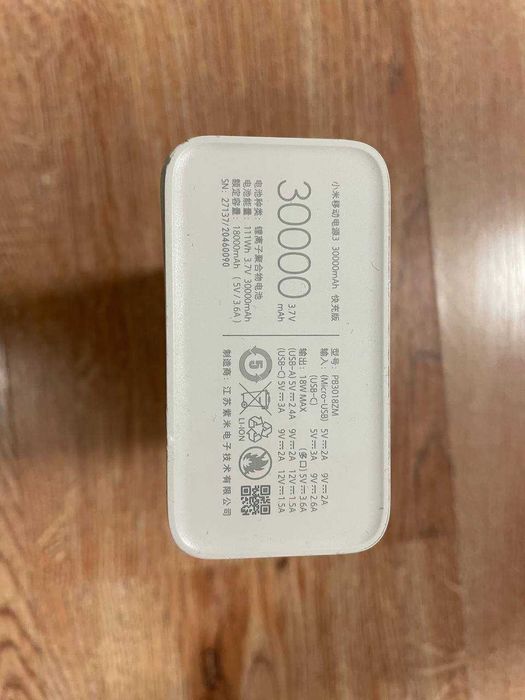 小米移动电源3 30000mAh 快充版
30000 3.7V mAh
电池种类：锂离子聚合物电池
电池能量：111Wh 3.7V 30000mAh
额定容量：18000mAh （5V/3.6A）
SN: 27137/20460090
型号：PB3018ZM
输入：(Micro-USB) 5V⎓2A 9V⎓2A
(USB-C) 5V⎓3A 9V⎓2.6A
输出：18W MAX (多口) 5V⎓3.6A
(USB-A) 5V⎓2.4A 9V⎓2A 12V⎓1.5A
(USB-C) 5V⎓3A 9V⎓2A 12V⎓1.5A
5
LI-ION
制造商：江苏紫米电子技术有限公司